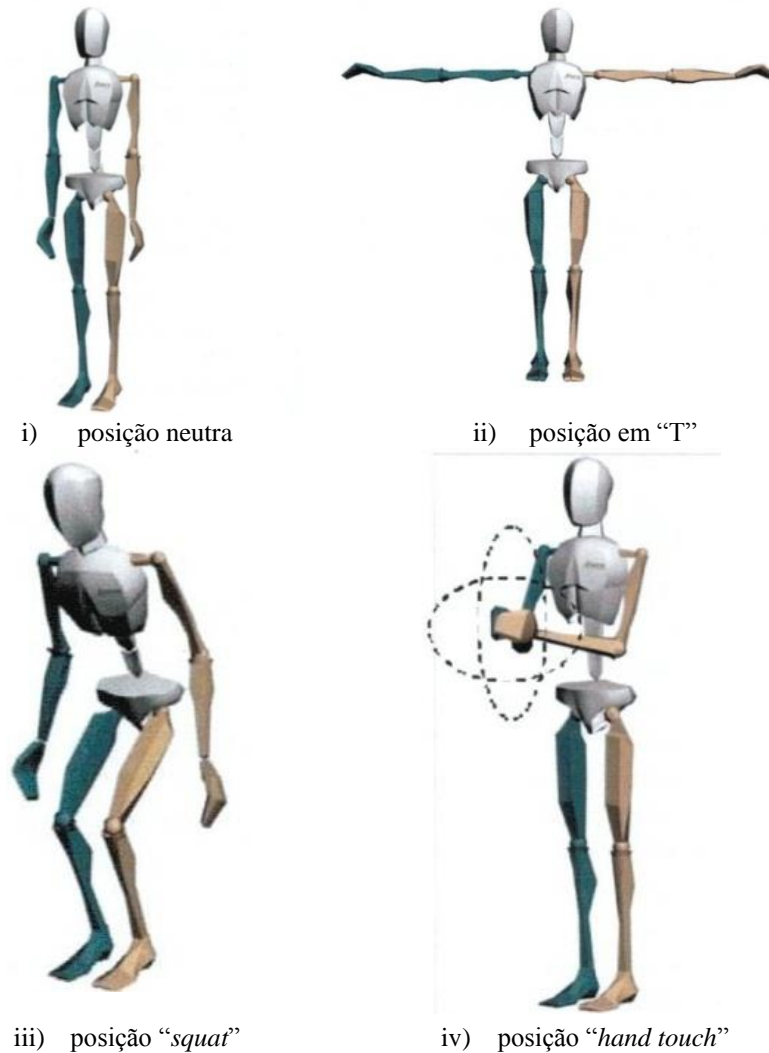 i) posição neutra
ii) posição em “T”
iii) posição “squat”
iv) posição “hand touch”